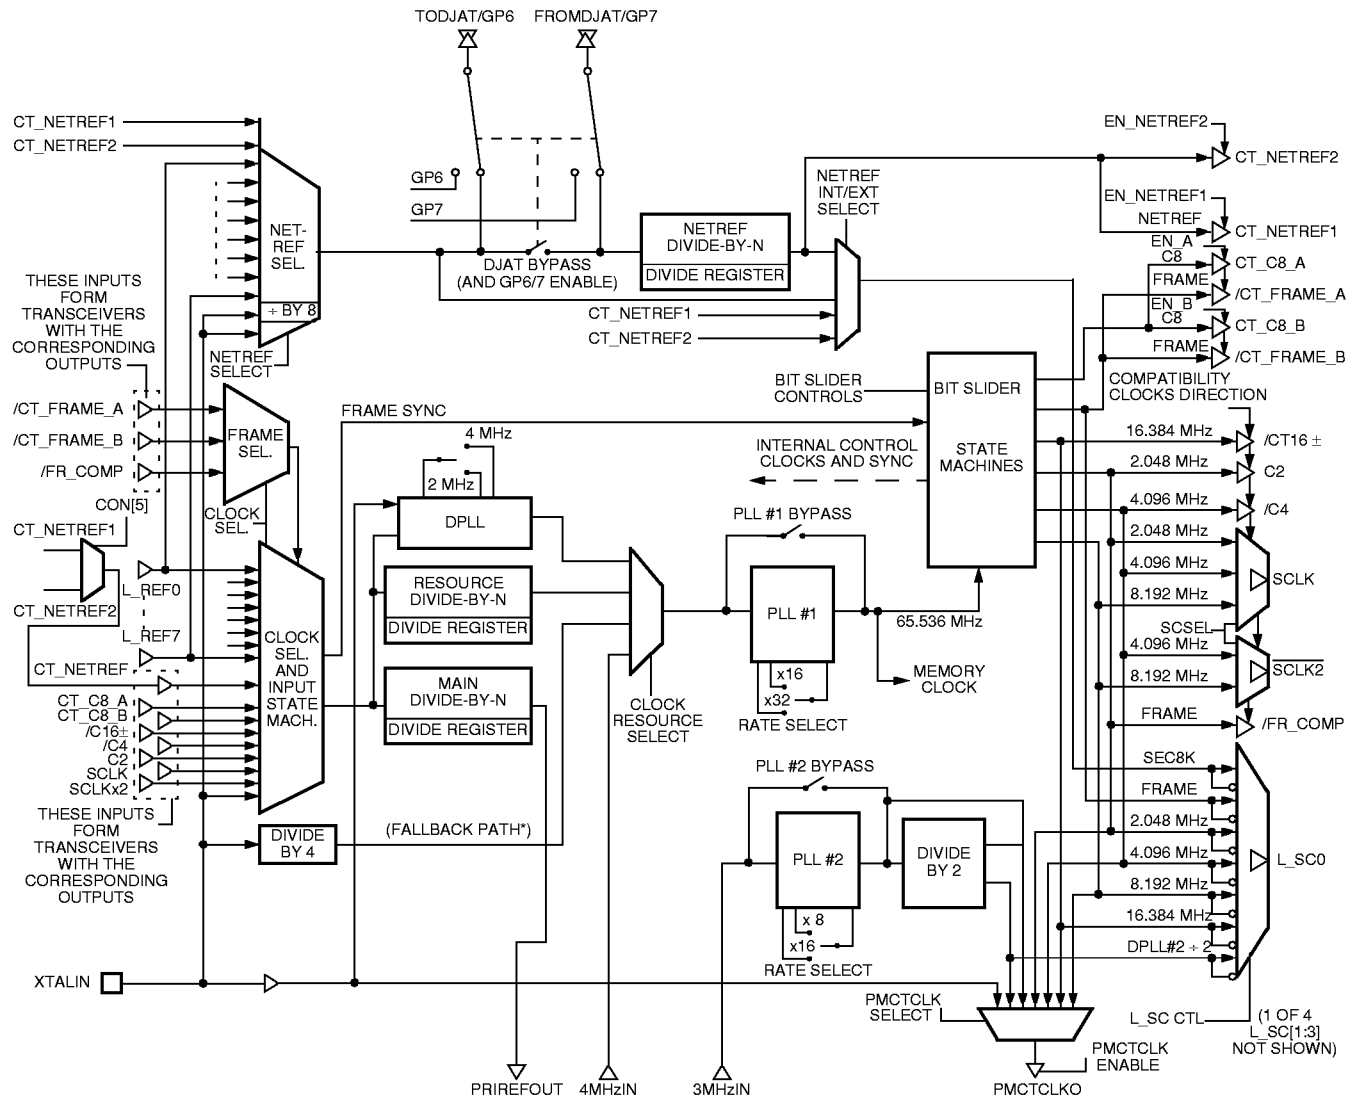 TODJAT/GP6 FROMDJAT/GP7
CT_NETREF1
CT_NETREF2
NET-
REF
SEL.
÷ BY 8
NETREF
SELECT
GP6
GP7
DJAT BYPASS
(AND GP6/7 ENABLE)
NETREF
DIVIDE-BY-N
DIVIDE REGISTER
NETREF
INT/EXT
SELECT
CT_NETREF1
CT_NETREF2
EN_NETREF2
CT_NETREF2
EN_NETREF1
NETREF
CT_NETREF1
EN_A
C8
CT_C8_A
FRAME
/CT_FRAME_A
EN_B
C8
CT_C8_B
FRAME
/CT_FRAME_B
THESE INPUTS
FORM
TRANSCEIVERS
WITH THE
CORRESPONDING
OUTPUTS
/CT_FRAME_A
/CT_FRAME_B
/FR_COMP
FRAME
SEL.
CLOCK
SEL.
CON[5]
CT_NETREF1
CT_NETREF2
L_REF0
L_REF7
CT_NETREF
CT_C8_A
CT_C8_B
/C16±
/C4
C2
SCLK
SCLKx2
THESE INPUTS
FORM
TRANSCEIVERS
WITH THE
CORRESPONDING
OUTPUTS
CLOCK
SEL.
AND
INPUT
STATE
MACH.
FRAME SYNC
4 MHz
2 MHz
DPLL
RESOURCE
DIVIDE-BY-N
DIVIDE REGISTER
MAIN
DIVIDE-BY-N
DIVIDE REGISTER
DIVIDE
BY 4
(FALLBACK PATH*)
CLOCK
RESOURCE
SELECT
BIT SLIDER
CONTROLS
INTERNAL CONTROL
CLOCKS AND SYNC
BIT SLIDER
STATE
MACHINES
PLL #1 BYPASS
PLL #1
x16
x32
RATE SELECT
65.536 MHz
MEMORY
CLOCK
PLL #2 BYPASS
PLL #2
x 8
x16
RATE SELECT
DIVIDE
BY 2
COMPATIBILITY
CLOCKS DIRECTION
16.384 MHz
/CT16 ±
2.048 MHz
C2
4.096 MHz
/C4
2.048 MHz
4.096 MHz
SCLK
8.192 MHz
SCSEL
4.096 MHz
SCLK2
8.192 MHz
FRAME
/FR_COMP
SEC8K
FRAME
2.048 MHz
4.096 MHz
L_SC0
8.192 MHz
16.384 MHz
DPLL#2 ÷ 2
L_SC CTL
(1 OF 4
L_SC[1:3]
NOT SHOWN)
XTALIN
PMCTCLK
SELECT
PMCTCLK
ENABLE
PRIREFOUT 4MHzIN 3MHzIN PMCTCLKO